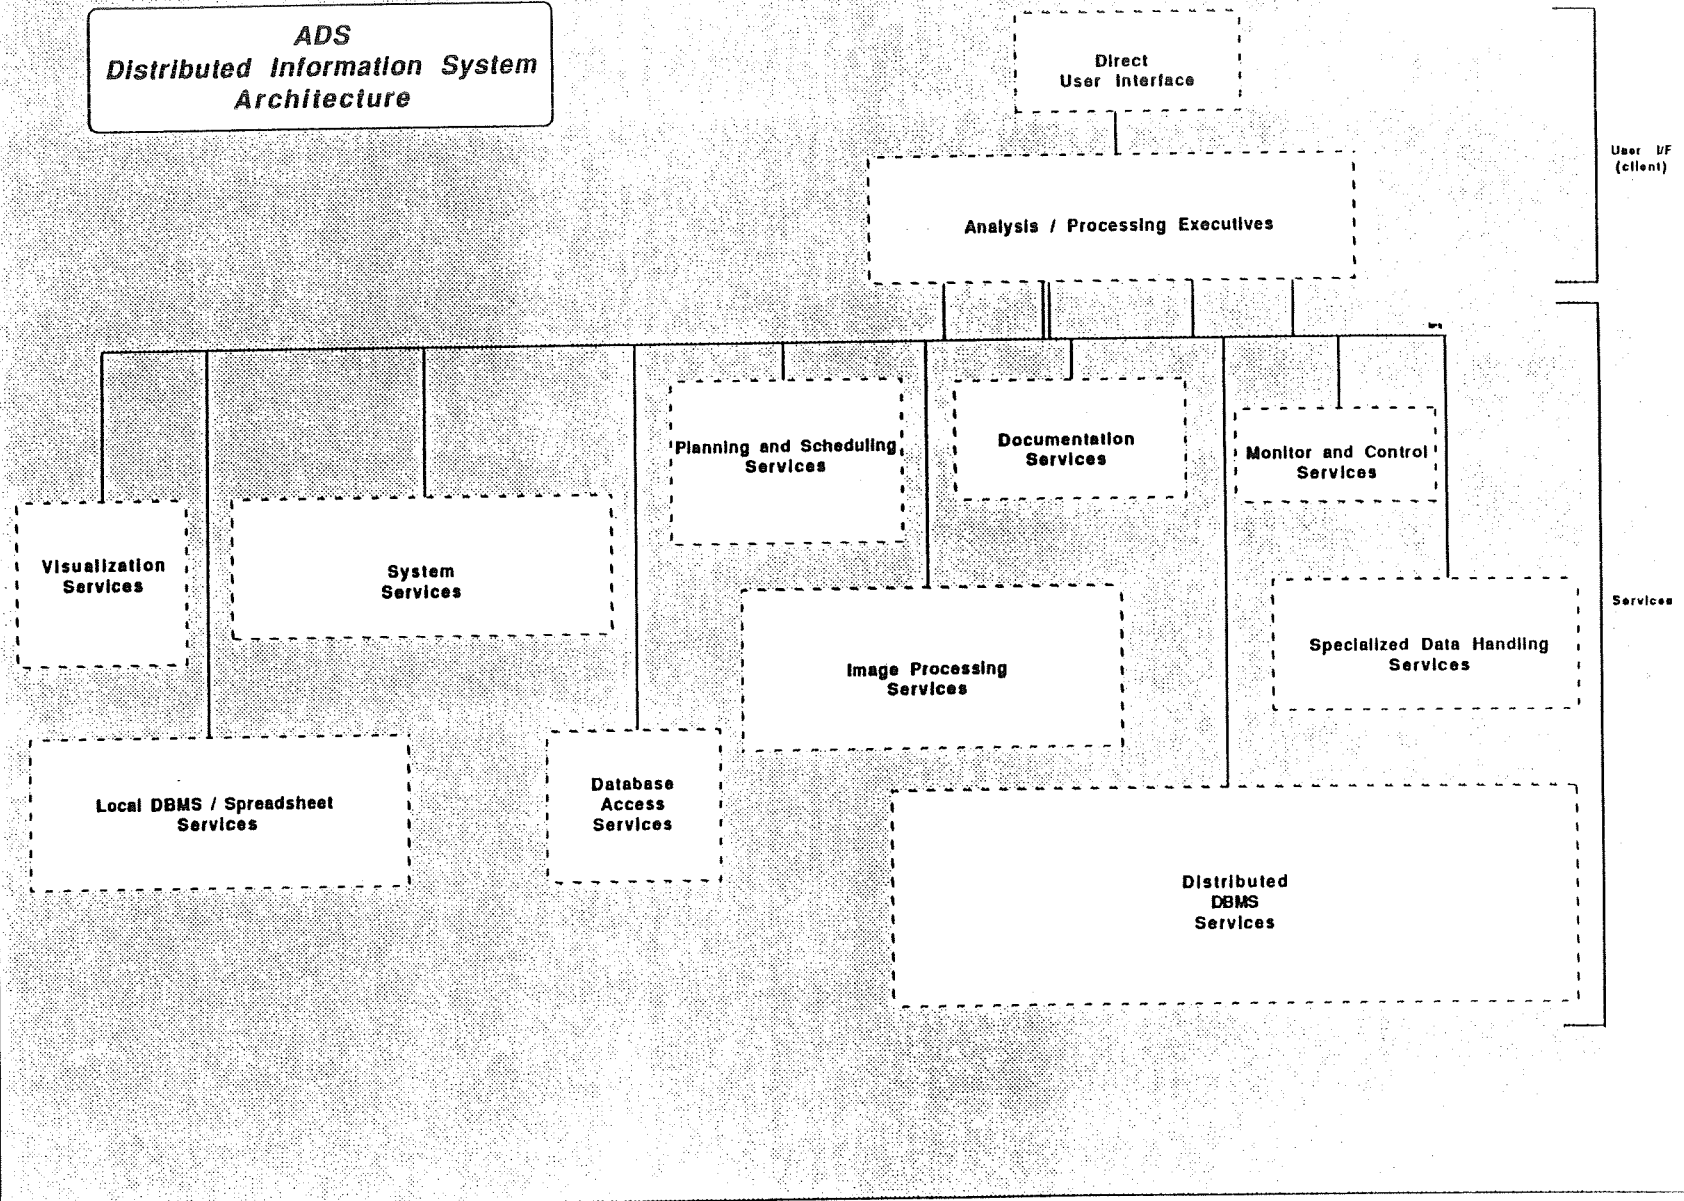 ADS
Distributed Information System
Architecture
Direct
User Interface
User I/F
(client)
Analysis / Processing Executives
Planning and Scheduling
Services
Documentation
Services
Monitor and Control
Services
Visualization
Services
System
Services
Image Processing
Services
Specialized Data Handling
Services
Services
Local DBMS / Spreadsheet
Services
Database
Access
Services
Distributed
DBMS
Services